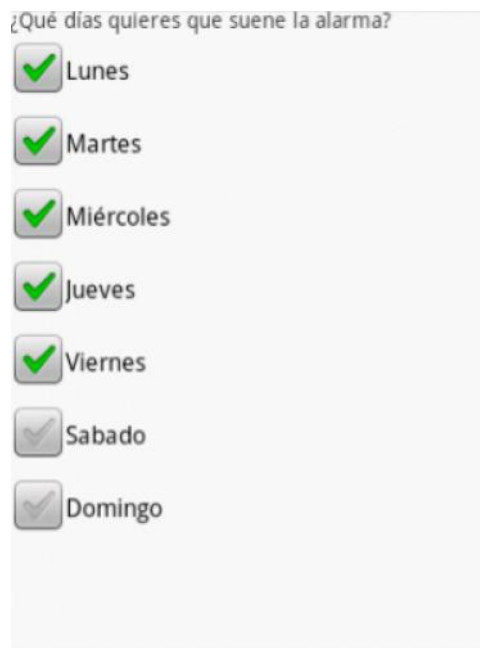 ¿Qué días quieres que suene la alarma?
Lunes
Martes
Miércoles
Jueves
Viernes
Sabado
Domingo